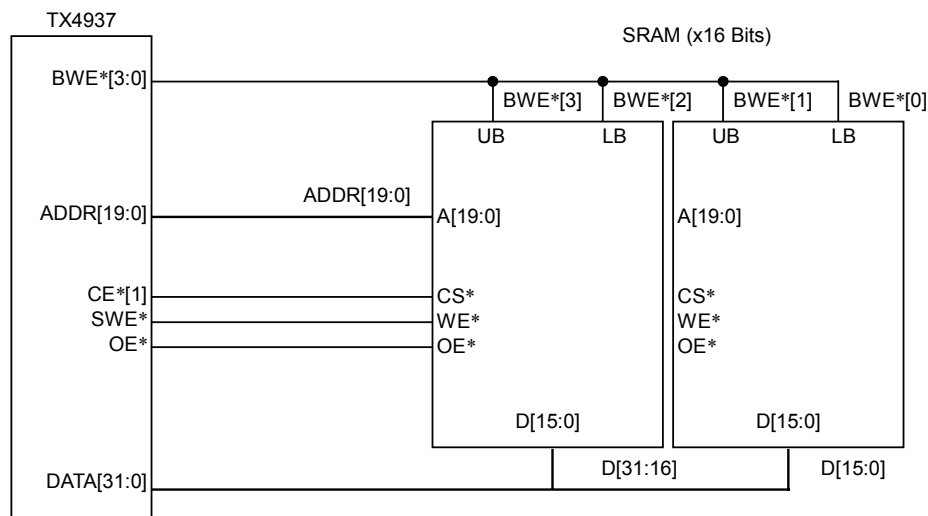 TX4937
SRAM (x16 Bits)
BWE*[3:0]
BWE*[3] BWE*[2] BWE*[1] BWE*[0]
UB LB UB LB
ADDR[19:0]
ADDR[19:0] A[19:0] A[19:0]
CE*[1] CS* CS*
SWE* WE* WE*
OE* OE* OE*
D[15:0] D[15:0]
D[31:16] D[15:0]
DATA[31:0]